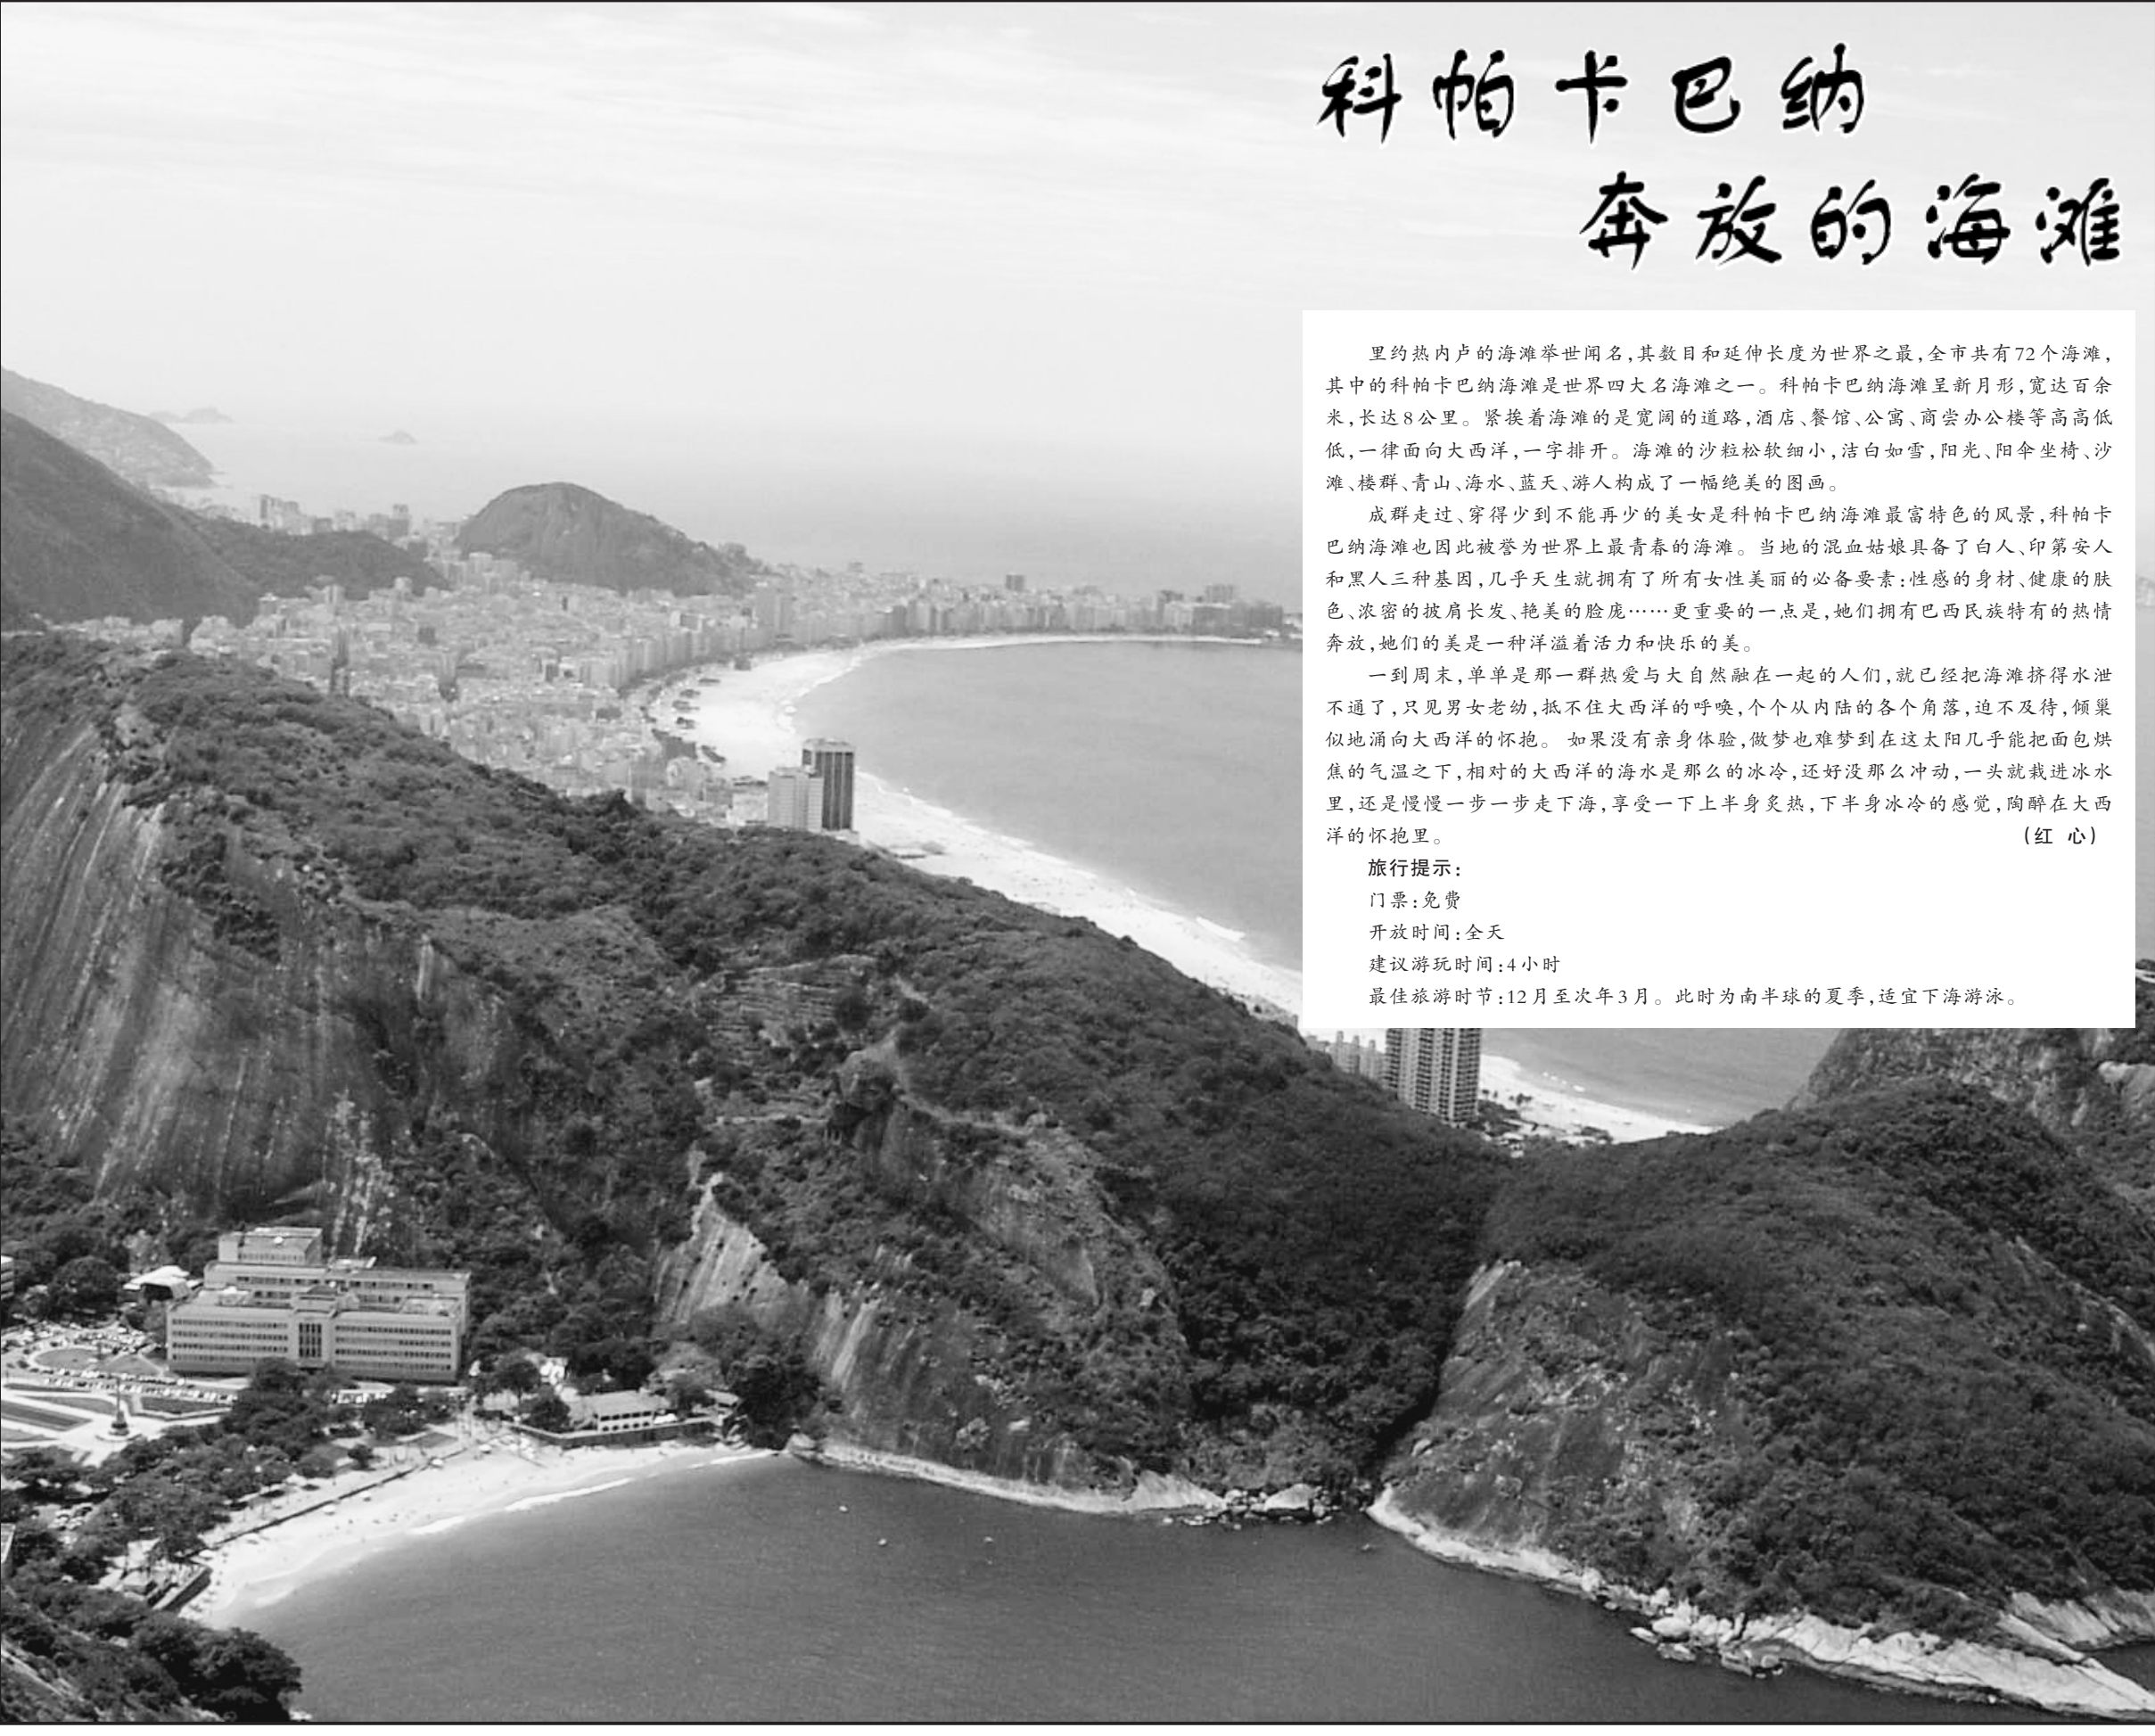 科帕卡巴纳
奔放的海滩
里约热内卢的海滩举世闻名,其数目和延伸长度为世界之最,全市共有72个海滩,
其中的科帕卡巴纳海滩是世界四大名海滩之一。科帕卡巴纳海滩呈新月形,宽达百余
米,长达8公里。紧挨着海滩的是宽阔的道路,酒店、餐馆、公寓、商尝办公楼等高高低
低,一律面向大西洋,一字排开。海滩的沙粒松软细小,洁白如雪,阳光、阳伞坐椅、沙
滩、楼群、青山、海水、蓝天、游人构成了一幅绝美的图画。
成群走过、穿得少到不能再少的美女是科帕卡巴纳海滩最富特色的风景,科帕卡
巴纳海滩也因此被誉为世界上最青春的海滩。当地的混血姑娘具备了白人、印第安人
和黑人三种基因,几乎天生就拥有了所有女性美丽的必备要素:性感的身材、健康的肤
色、浓密的披肩长发、艳美的脸庞……更重要的一点是,她们拥有巴西民族特有的热情
奔放,她们的美是一种洋溢着活力和快乐的美。
一到周末,单单是那一群热爱与大自然融在一起的人们,就已经把海滩挤得水泄
不通了,只见男女老幼,抵不住大西洋的呼唤,个个从内陆的各个角落,迫不及待,倾巢
似地涌向大西洋的怀抱。 如果没有亲身体验,做梦也难梦到在这太阳几乎能把面包烘
焦的气温之下,相对的大西洋的海水是那么的冰冷,还好没那么冲动,一头就栽进冰水
里,还是慢慢一步一步走下海,享受一下上半身炙热,下半身冰冷的感觉,陶醉在大西
洋的怀抱里。 (红 心)
旅行提示:
门票:免费
开放时间:全天
建议游玩时间:4小时
最佳旅游时节:12月至次年3月。此时为南半球的夏季,适宜下海游泳。